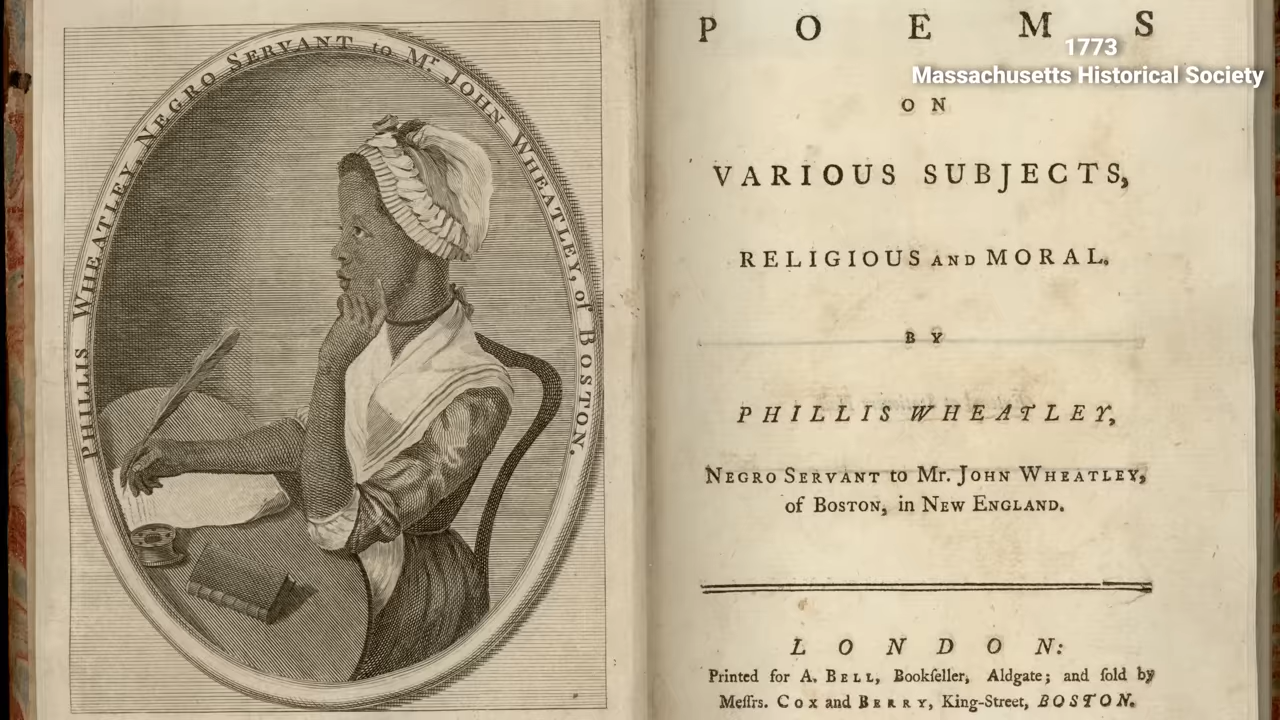 PHILLIS WHEATLEY, NEGRO SERVANT to Mr. JOHN WHEATLEY, of BOSTON.
P O E M S
1773
Massachusetts Historical Society
O N
VARIOUS SUBJECTS,
RELIGIOUS AND MORAL.
B Y
PHILLIS WHEATLEY,
NEGRO SERVANT to Mr. JOHN WHEATLEY,
of BOSTON, in NEW ENGLAND.
L O N D O N:
Printed for A. BELL, Bookſeller, Aldgate; and ſold by
Meſſrs. COX and BERRY, King-Street, BOSTON.